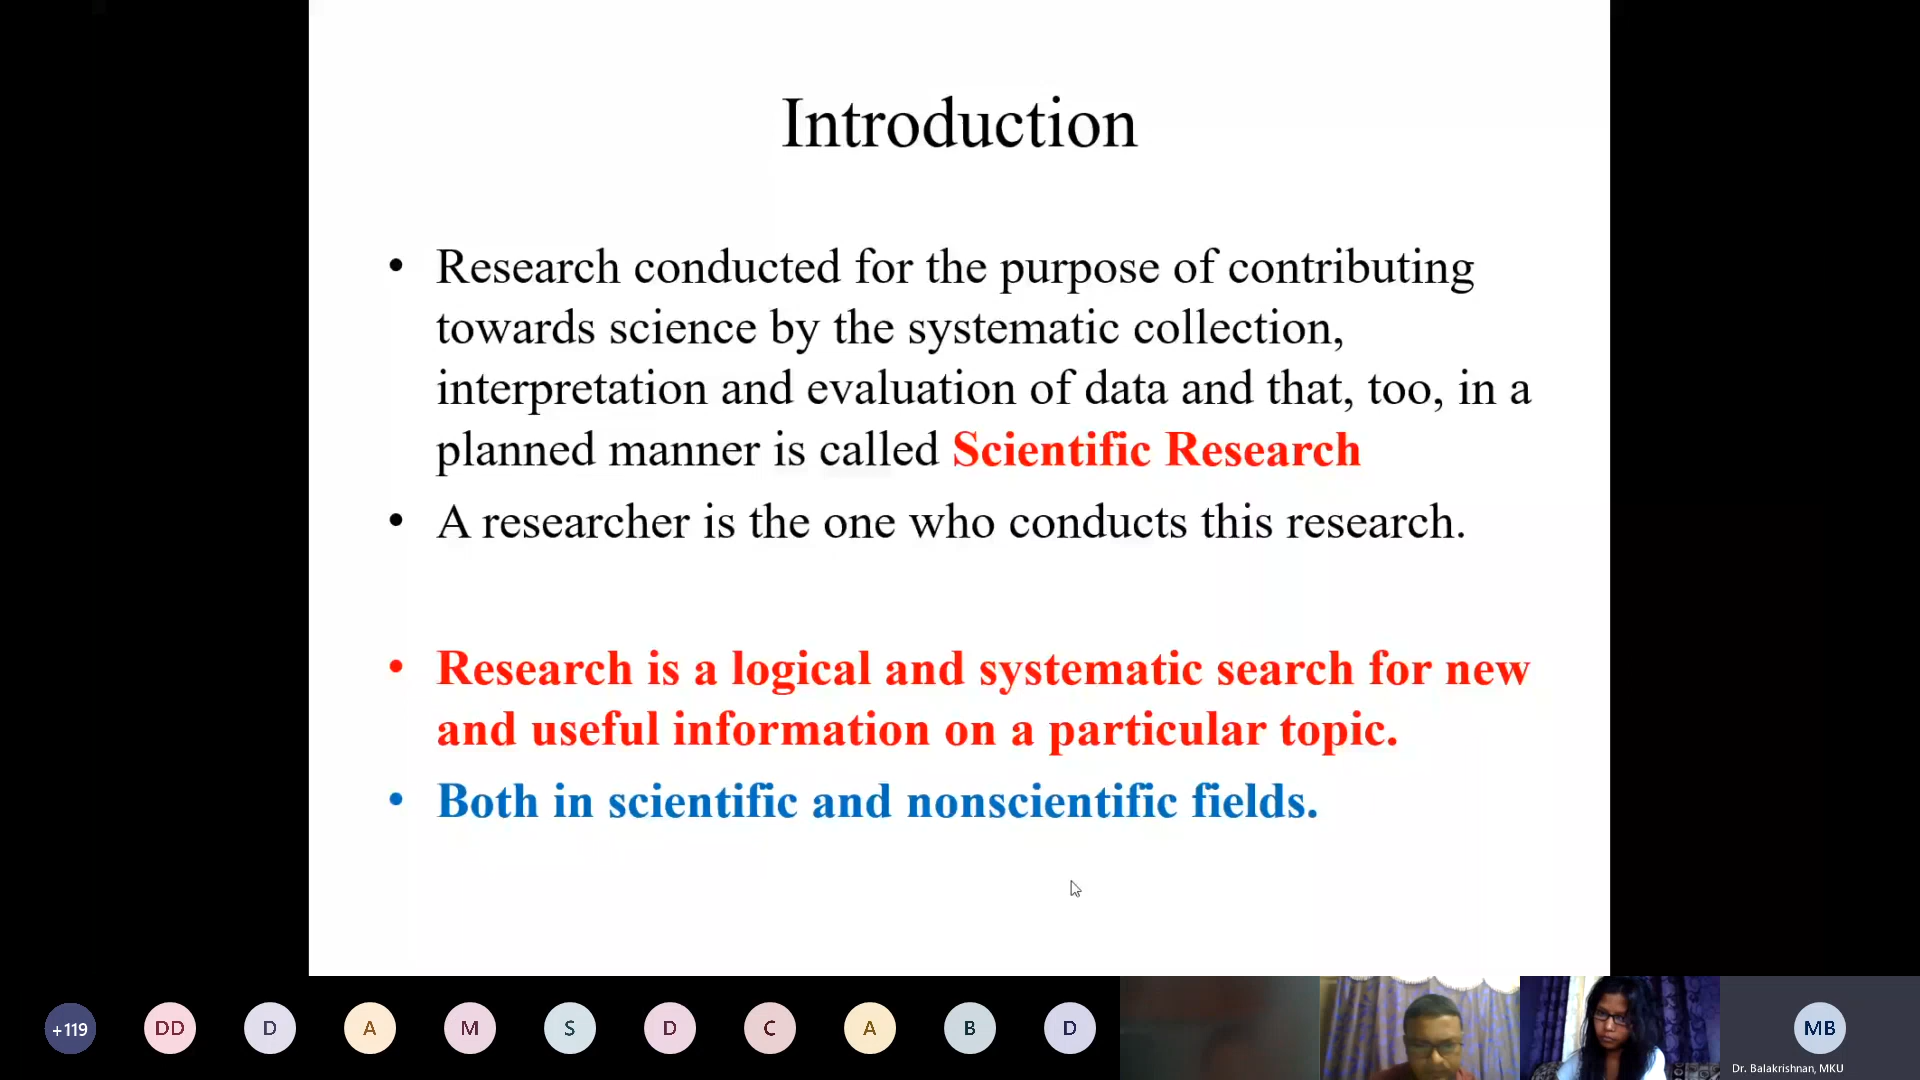 Introduction
• Research conducted for the purpose of contributing
towards science by the systematic collection,
interpretation and evaluation of data and that, too, in a
planned manner is called Scientific Research
• A researcher is the one who conducts this research.
• Research is a logical and systematic search for new
and useful information on a particular topic.
• Both in scientific and nonscientific fields.
+119 DD D A M S D C A B D MB
Dr. Balakrishnan, MKU